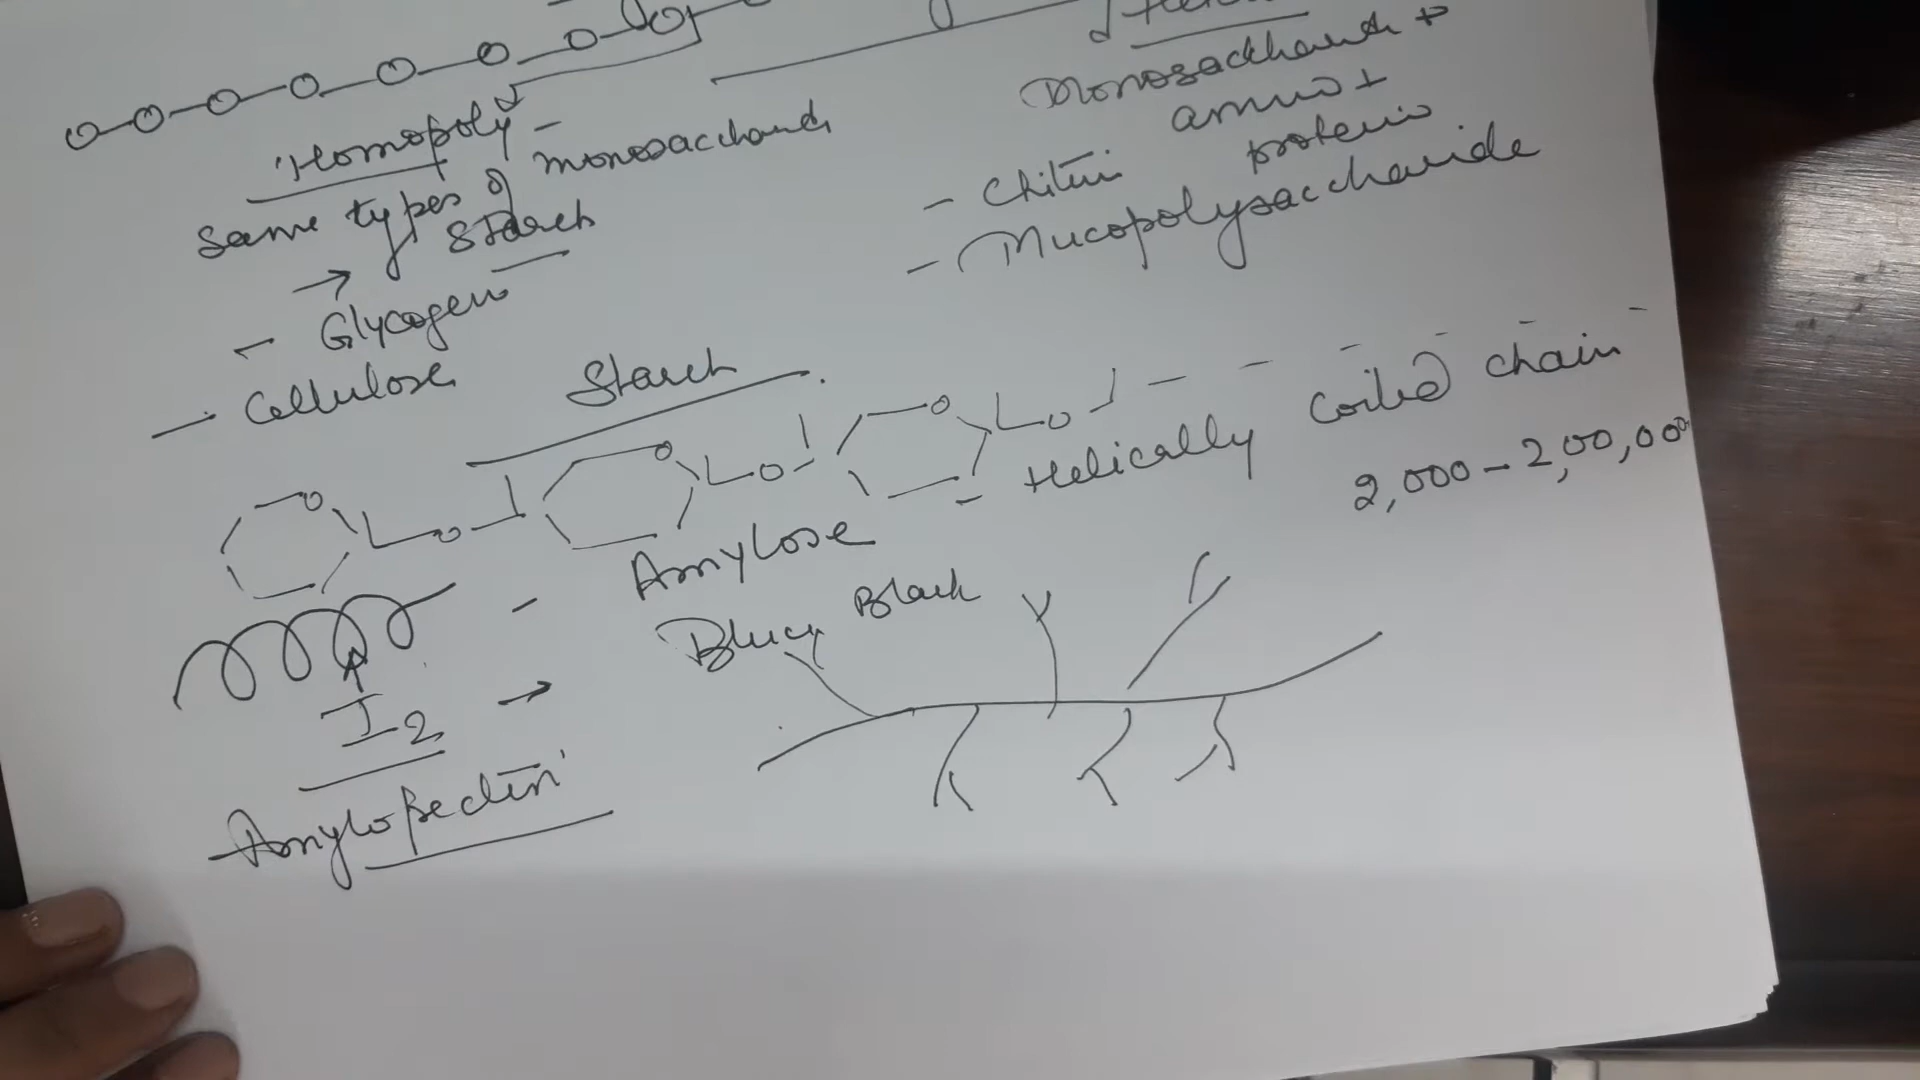 Homopoly -
same types of monosaccharide
→ Starch
- Glycogen
- Cellulose
Monosaccharide +
amino +
protein
- Chitin
- Mucopolysaccharide
Starch
- Amylose - Helically coiled chain
2,000 - 2,00,000
I2 → Bluey Black
Amylopectin